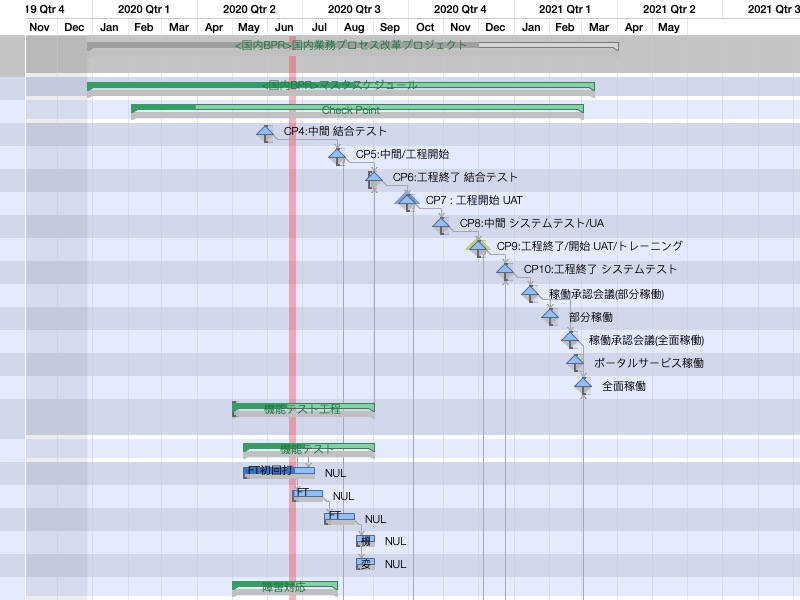 19 Qtr 4 2020 Qtr 1 2020 Qtr 2 2020 Qtr 3 2020 Qtr 4 2021 Qtr 1 2021 Qtr 2 2021 Qtr 3
Nov Dec Jan Feb Mar Apr May Jun Jul Aug Sep Oct Nov Dec Jan Feb Mar Apr May
<国内BPR>国内業務プロセス改革プロジェクト
<国内BPR>マスタスケジュール
Check Point
CP4:中間 結合テスト
CP5:中間/工程開始
CP6:工程終了 結合テスト
CP7 : 工程開始 UAT
CP8:中間 システムテスト/UA
CP9:工程終了/開始 UAT/トレーニング
CP10:工程終了 システムテスト
稼働承認会議(部分稼働)
部分稼働
稼働承認会議(全面稼働)
ポータルサービス稼働
全面稼働
機能テスト工程
機能テスト
FT初回打 NUL
FT NUL
FT NUL
機 NUL
変 NUL
障害対応